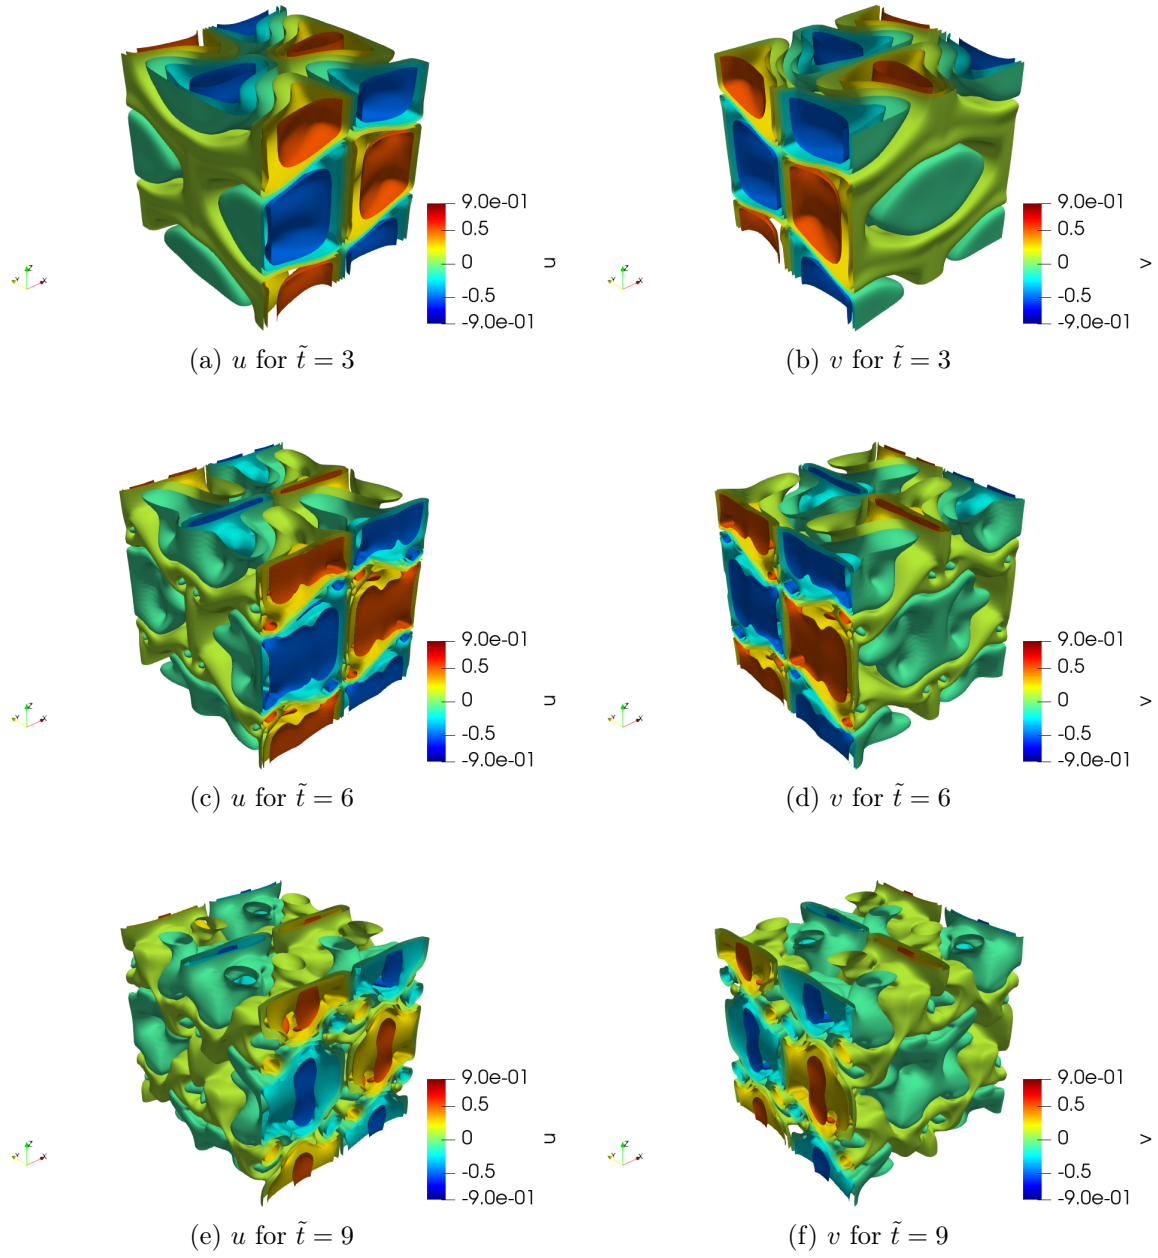 9.0e-01
0.5
0
-0.5
-9.0e-01
u
Z
Y
X
9.0e-01
0.5
0
-0.5
-9.0e-01
v
Z
Y
X
(a) u for t̃ = 3
(b) v for t̃ = 3
9.0e-01
0.5
0
-0.5
-9.0e-01
u
Z
Y
X
9.0e-01
0.5
0
-0.5
-9.0e-01
v
Z
Y
X
(c) u for t̃ = 6
(d) v for t̃ = 6
9.0e-01
0.5
0
-0.5
-9.0e-01
u
Z
Y
X
9.0e-01
0.5
0
-0.5
-9.0e-01
v
Z
Y
X
(e) u for t̃ = 9
(f) v for t̃ = 9